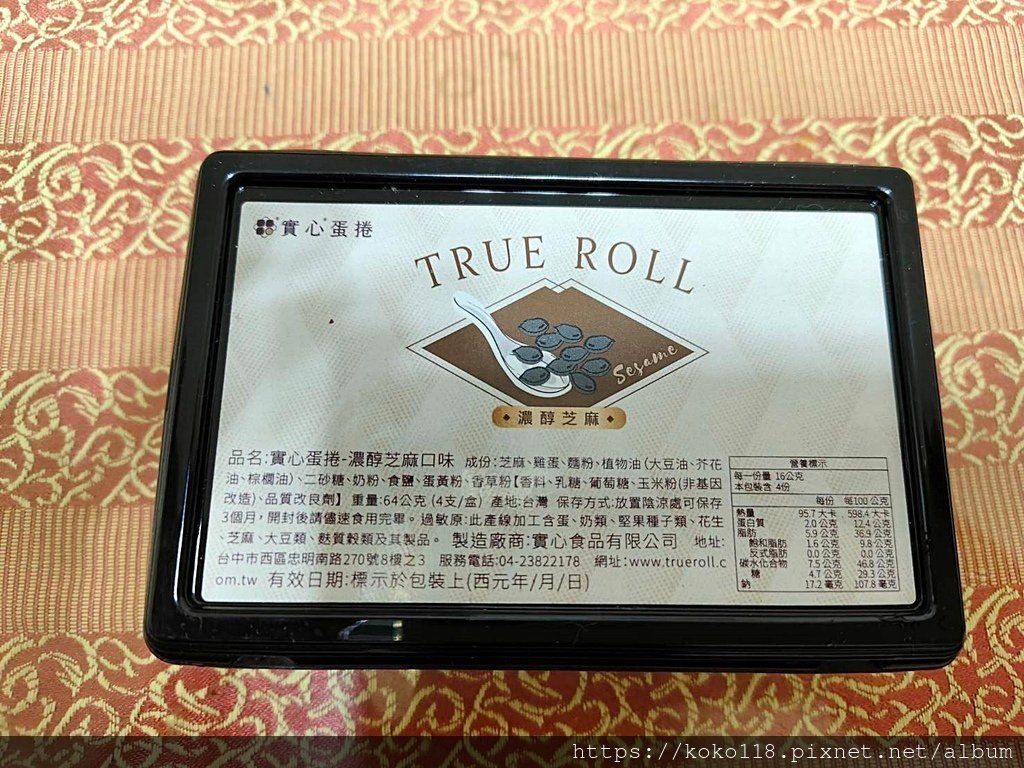 實心蛋捲
TRUE ROLL
Sesame
濃醇芝麻
品名:實心蛋捲-濃醇芝麻口味 成份:芝麻、雞蛋、麵粉、植物油(大豆油、芥花
油、棕櫚油)、二砂糖、奶粉、食鹽、蛋黃粉、香草粉【香料、乳糖、葡萄糖、玉米粉(非基因
改造)、品質改良劑】 重量:64公克 (4支/盒) 產地:台灣 保存方式:放置陰涼處可保存
3個月，開封後請儘速食用完畢。 過敏原:此產線加工含蛋、奶類、堅果種子類、花生
、芝麻、大豆類、麩質穀類及其製品。 製造廠商:實心食品有限公司 地址:
台中市西區忠明南路270號8樓之3 服務電話:04-23822178 網址:www.trueroll.c
om.tw 有效日期:標示於包裝上(西元年/月/日)
營養標示
每一份量 16公克
本包裝含 4份
每份 每100公克
熱量 95.7 大卡 598.4 大卡
蛋白質 2.0 公克 12.4 公克
脂肪 5.9 公克 36.9 公克
飽和脂肪 1.6 公克 9.8 公克
反式脂肪 0.0 公克 0.0 公克
碳水化合物 7.5 公克 46.8 公克
糖 4.7 公克 29.3 公克
鈉 17.2 毫克 107.8 毫克
https://koko118.pixnet.net/album